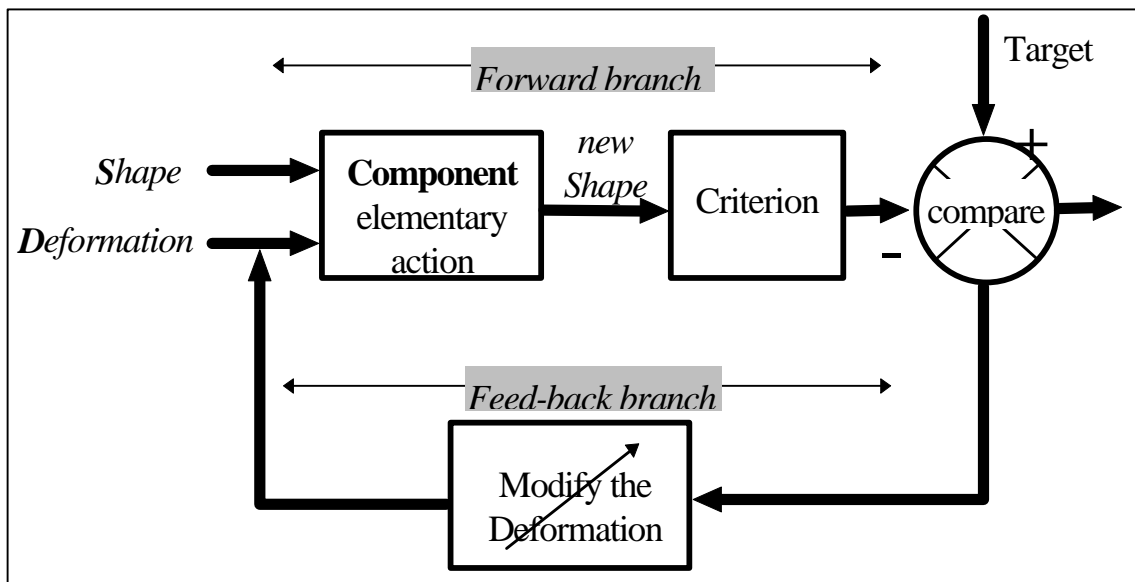 Target
Forward branch
+
Shape
Component
elementary
action
new
Shape
Criterion
compare
Deformation
-
Feed-back branch
Modify the
Deformation